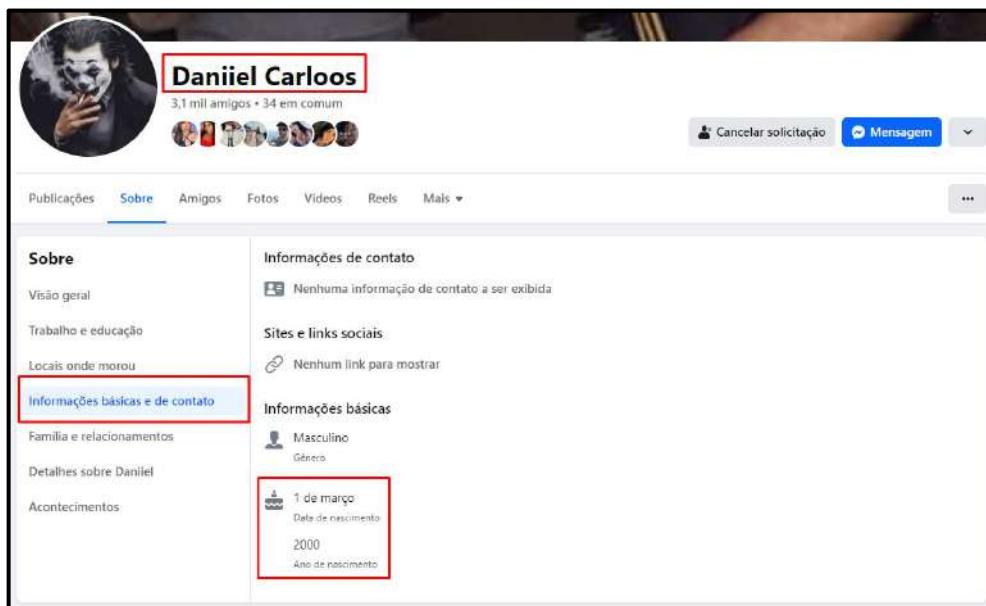 Daniiel Carloos
3,1 mil amigos • 34 em comum
Cancelar solicitação
Mensagem
Publicações Sobre Amigos Fotos Vídeos Reels Mais
Sobre
Visão geral
Trabalho e educação
Locais onde morou
Informações básicas e de contato
Família e relacionamentos
Detalhes sobre Daniiel
Acontecimentos
Informações de contato
Nenhuma informação de contato a ser exibida
Sites e links sociais
Nenhum link para mostrar
Informações básicas
Masculino
Gênero
1 de março
Data de nascimento
2000
Ano de nascimento